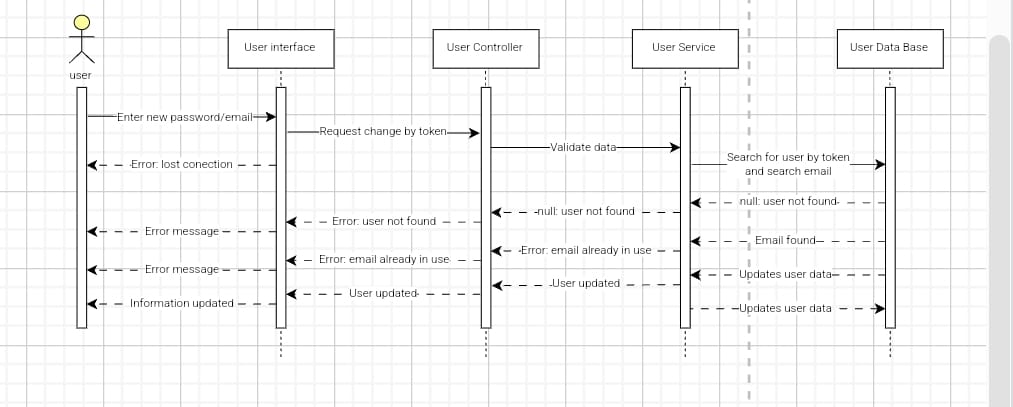 User interface
User Controller
User Service
User Data Base
user
Enter new password/email
Request change by token
Validate data
Search for user by token
and search email
Error: lost conection
null: user not found
null: user not found
Error: user not found
Error message
Email found
Error: email already in use
Error: email already in use
Error message
Updates user data
User updated
User updated
Information updated
Updates user data